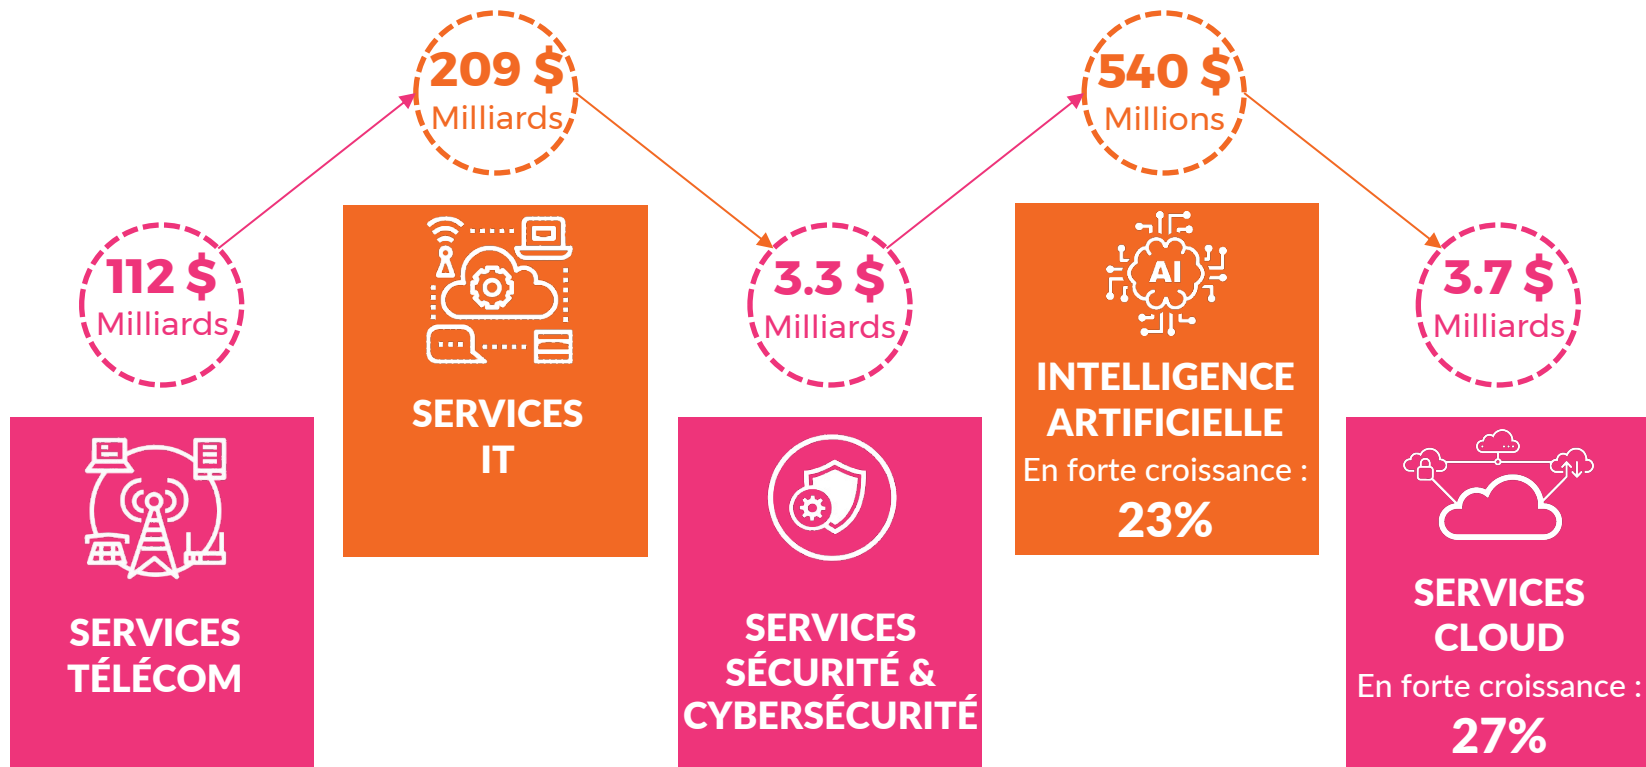 112 $
Milliards
SERVICES
TÉLÉCOM
209 $
Milliards
SERVICES
IT
3.3 $
Milliards
SERVICES
SÉCURITÉ &
CYBERSÉCURITÉ
540 $
Millions
AI
INTELLIGENCE
ARTIFICIELLE
En forte croissance :
23%
3.7 $
Milliards
SERVICES
CLOUD
En forte croissance :
27%